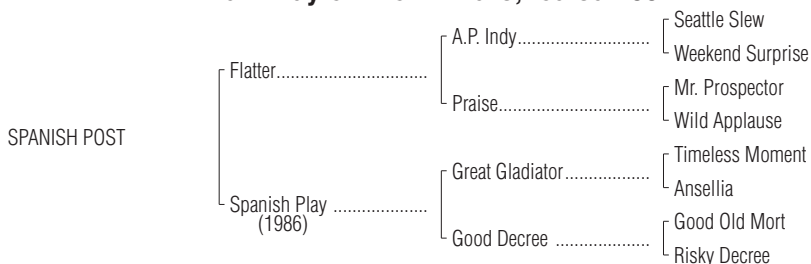 Seattle Slew
A.P. Indy..............................
Weekend Surprise
Flatter..................................
Mr. Prospector
Praise..................................
Wild Applause
SPANISH POST
Timeless Moment
Great Gladiator...................
Ansellia
Spanish Play .....................
(1986)
Good Old Mort
Good Decree .....................
Risky Decree